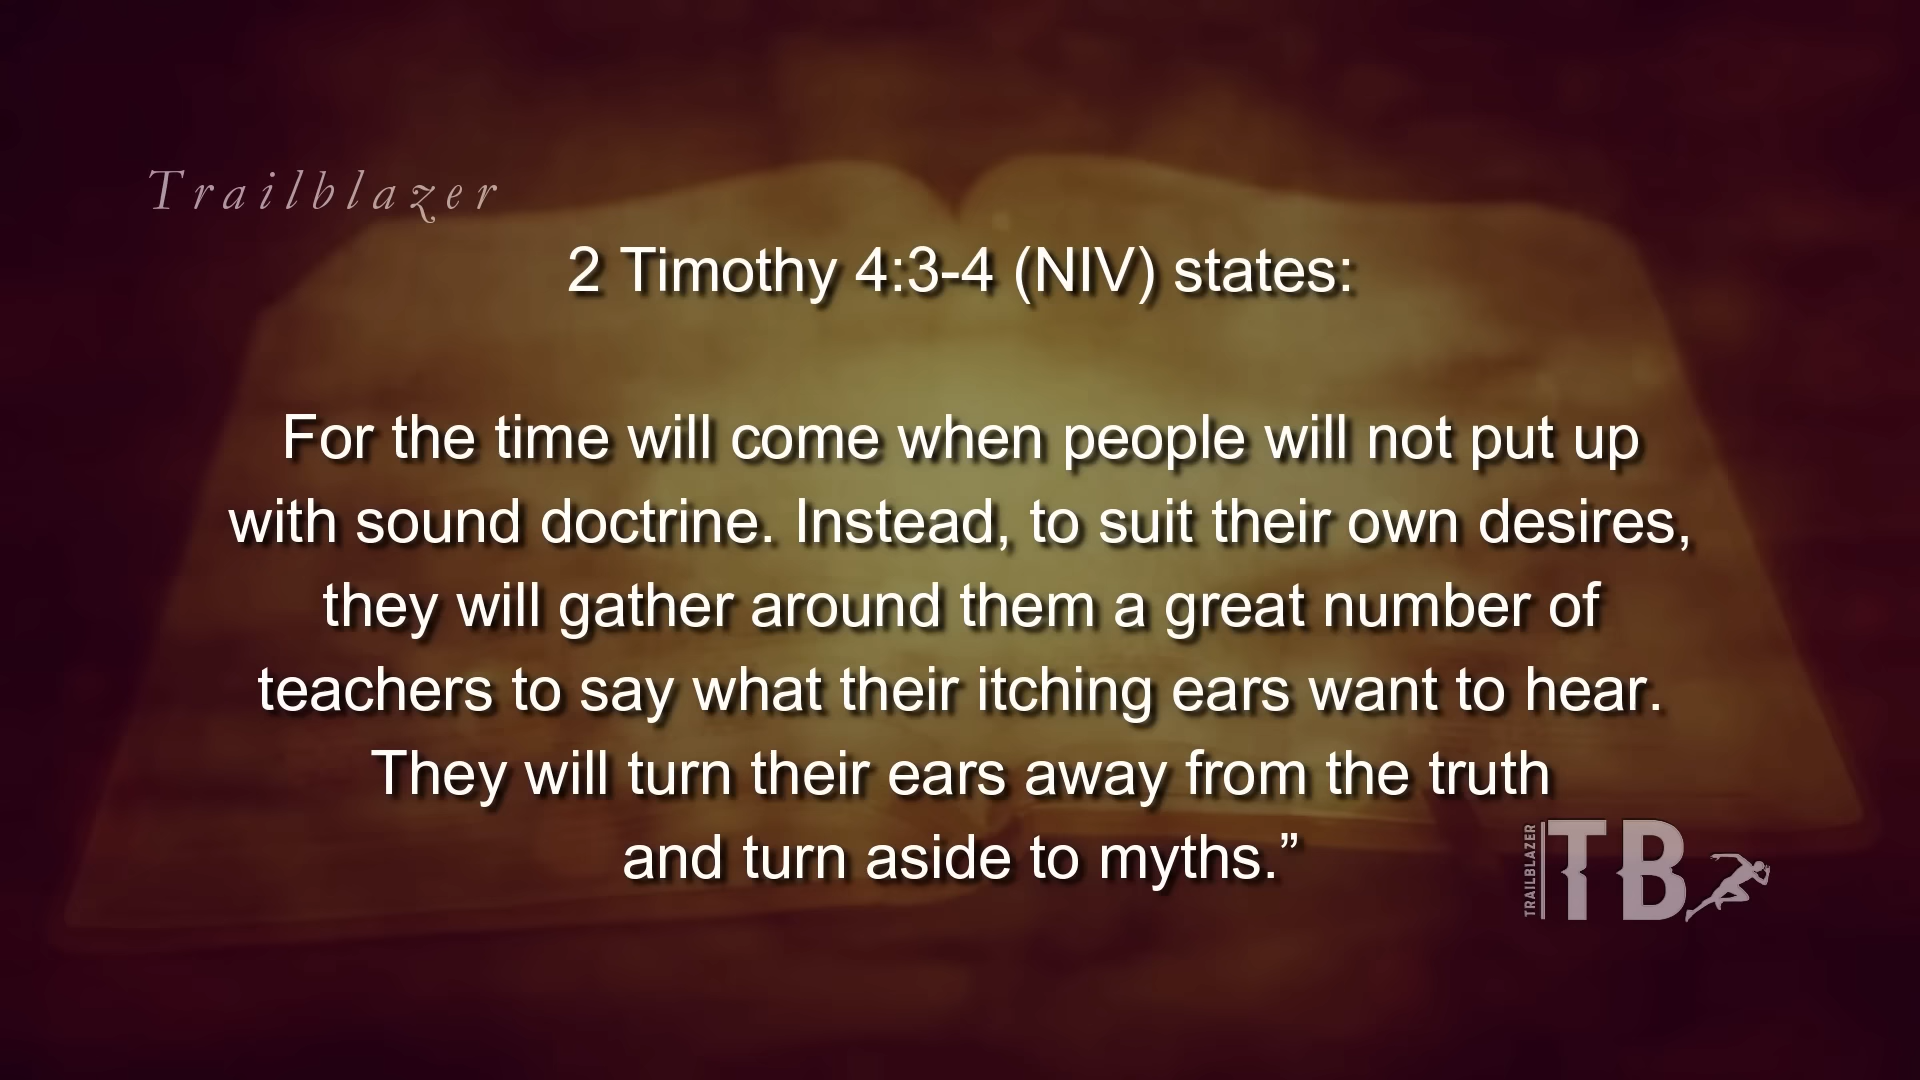 Trailblazer
2 Timothy 4:3-4 (NIV) states:
For the time will come when people will not put up
with sound doctrine. Instead, to suit their own desires,
they will gather around them a great number of
teachers to say what their itching ears want to hear.
They will turn their ears away from the truth
and turn aside to myths.”
TRAILBLAZER
TB